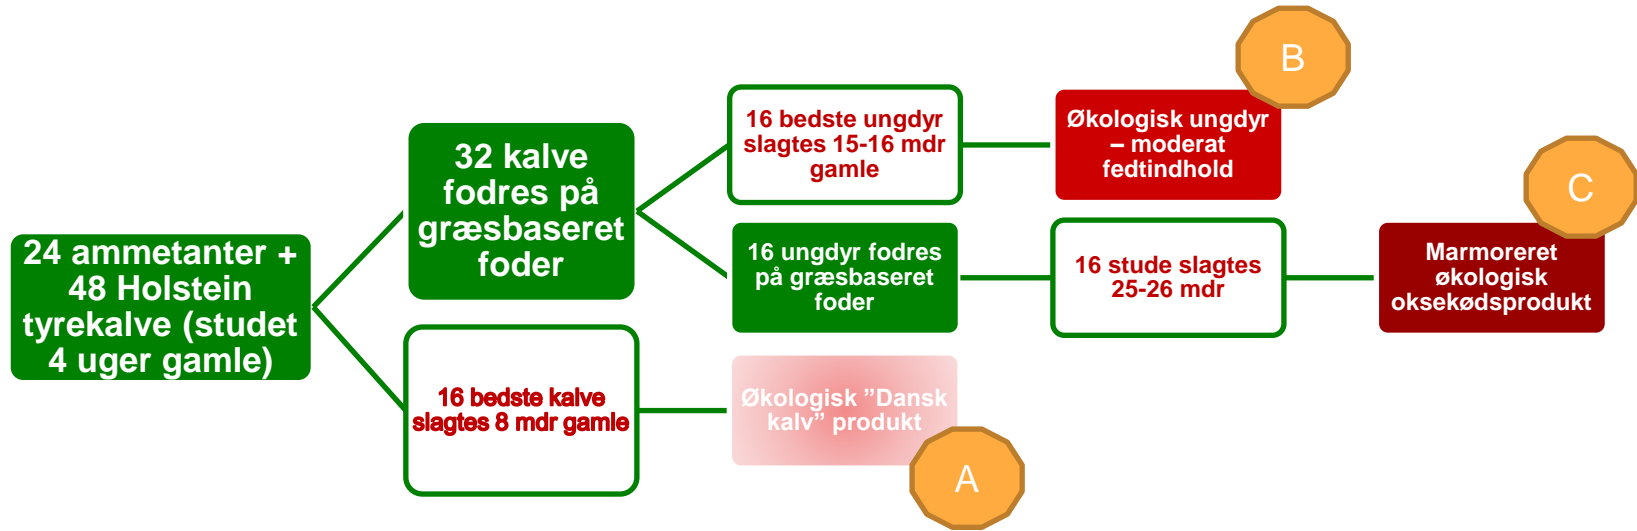 24 ammetanter +
48 Holstein
tyrekalve (studet
4 uger gamle)
32 kalve
fodres på
græsbaseret
foder
16 bedste ungdyr
slagtes 15-16 mdr
gamle
Økologisk ungdyr
– moderat
fedtindhold
B
16 ungdyr fodres
på græsbaseret
foder
16 stude slagtes
25-26 mdr
Marmoreret
økologisk
oksekødsprodukt
C
16 bedste kalve
slagtes 8 mdr gamle
Økologisk ”Dansk
kalv” produkt
A